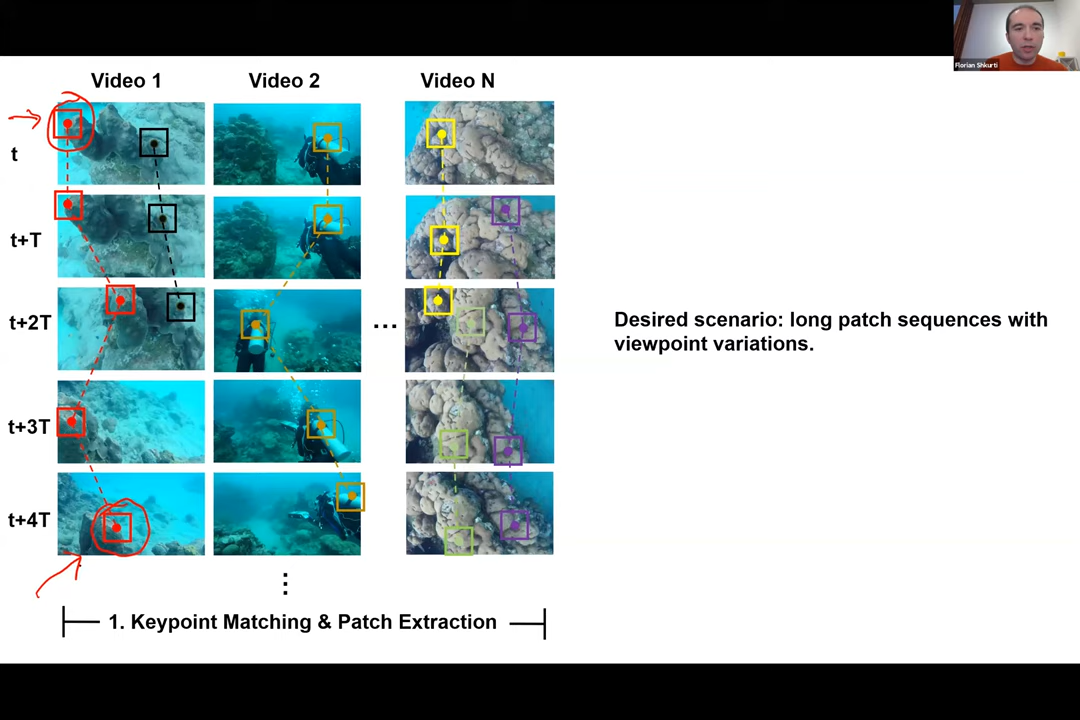 Florian Shkurti
Video 1
Video 2
Video N
t
t+T
t+2T
...
t+3T
t+4T
Desired scenario: long patch sequences with
viewpoint variations.
1. Keypoint Matching & Patch Extraction